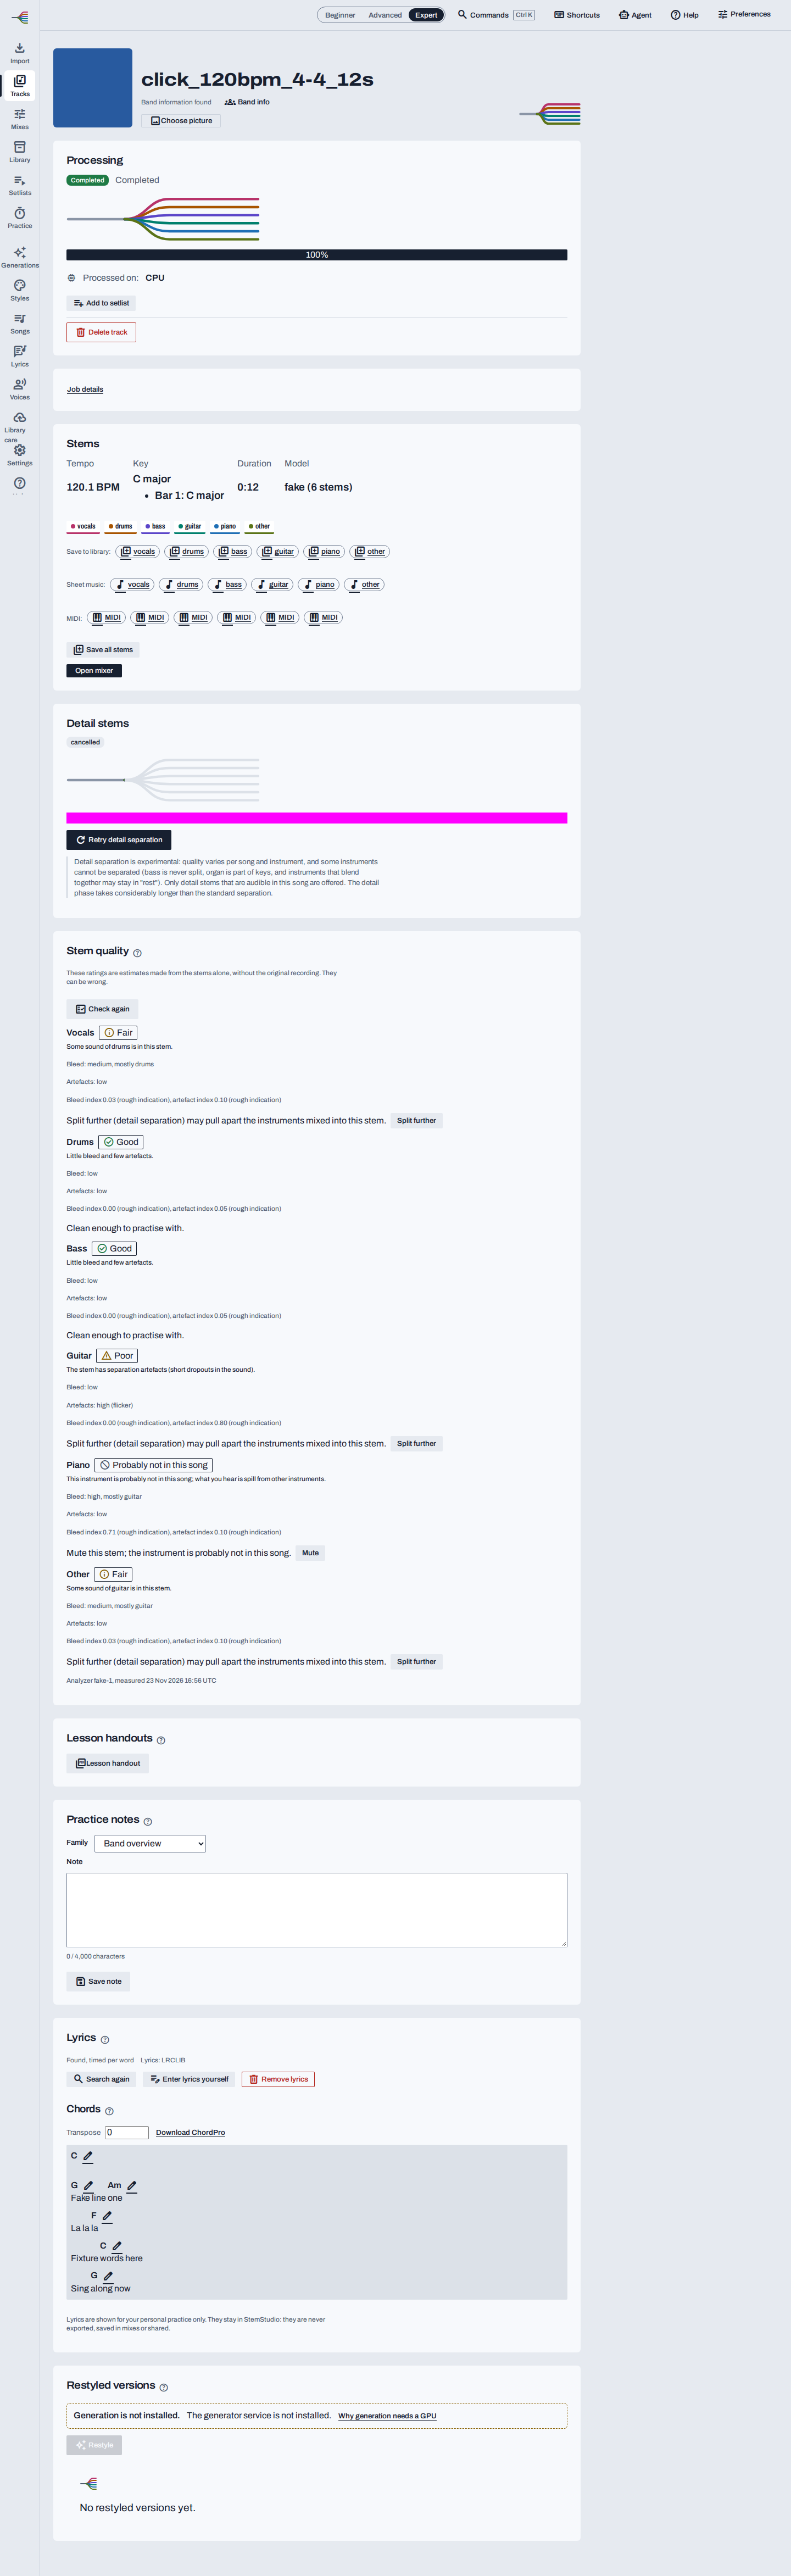 Beginner Advanced Expert Commands Ctrl K Shortcuts Agent Help Preferences
Import
Tracks
Mixes
Library
Setlists
Practice
Generations
Styles
Songs
Lyrics
Voices
Library care
Settings
click_120bpm_4-4_12s
Band information found Band info
Choose picture
Processing
Completed Completed
100%
Processed on: CPU
Add to setlist
Delete track
Job details
Stems
Tempo Key Duration Model
120.1 BPM C major 0:12 fake (6 stems)
• Bar 1: C major
vocals drums bass guitar piano other
Save to library: vocals drums bass guitar piano other
Sheet music: vocals drums bass guitar piano other
MIDI: MIDI MIDI MIDI MIDI MIDI MIDI
Save all stems
Open mixer
Detail stems
cancelled
Retry detail separation
Detail separation is experimental: quality varies per song and instrument, and some instruments
cannot be separated (bass is never split, organ is part of keys, and instruments that blend
together may stay in "rest"). Only detail stems that are audible in this song are offered. The detail
phase takes considerably longer than the standard separation.
Stem quality
These ratings are estimates made from the stems alone, without the original recording. They
can be wrong.
Check again
Vocals Fair
Some sound of drums is in this stem.
Bleed: medium, mostly drums
Artefacts: low
Bleed index 0.03 (rough indication), artefact index 0.10 (rough indication)
Split further (detail separation) may pull apart the instruments mixed into this stem. Split further
Drums Good
Little bleed and few artefacts.
Bleed: low
Artefacts: low
Bleed index 0.00 (rough indication), artefact index 0.05 (rough indication)
Clean enough to practise with.
Bass Good
Little bleed and few artefacts.
Bleed: low
Artefacts: low
Bleed index 0.00 (rough indication), artefact index 0.05 (rough indication)
Clean enough to practise with.
Guitar Poor
The stem has separation artefacts (short dropouts in the sound).
Bleed: low
Artefacts: high (flicker)
Bleed index 0.00 (rough indication), artefact index 0.80 (rough indication)
Split further (detail separation) may pull apart the instruments mixed into this stem. Split further
Piano Probably not in this song
This instrument is probably not in this song; what you hear is spill from other instruments.
Bleed: high, mostly guitar
Artefacts: low
Bleed index 0.71 (rough indication), artefact index 0.10 (rough indication)
Mute this stem; the instrument is probably not in this song. Mute
Other Fair
Some sound of guitar is in this stem.
Bleed: medium, mostly guitar
Artefacts: low
Bleed index 0.03 (rough indication), artefact index 0.10 (rough indication)
Split further (detail separation) may pull apart the instruments mixed into this stem. Split further
Analyzer fake-1, measured 23 Nov 2026 16:56 UTC
Lesson handouts
Lesson handout
Practice notes
Family Band overview
Note
0 / 4,000 characters
Save note
Lyrics
Found, timed per word Lyrics: LRCLIB
Search again Enter lyrics yourself Remove lyrics
Chords
Transpose 0 Download ChordPro
C
G Am
Fake line one
F
La la la
C
Fixture words here
G
Sing along now
Lyrics are shown for your personal practice only. They stay in StemStudio: they are never
exported, saved in mixes or shared.
Restyled versions
Generation is not installed. The generator service is not installed. Why generation needs a GPU
Restyle
No restyled versions yet.